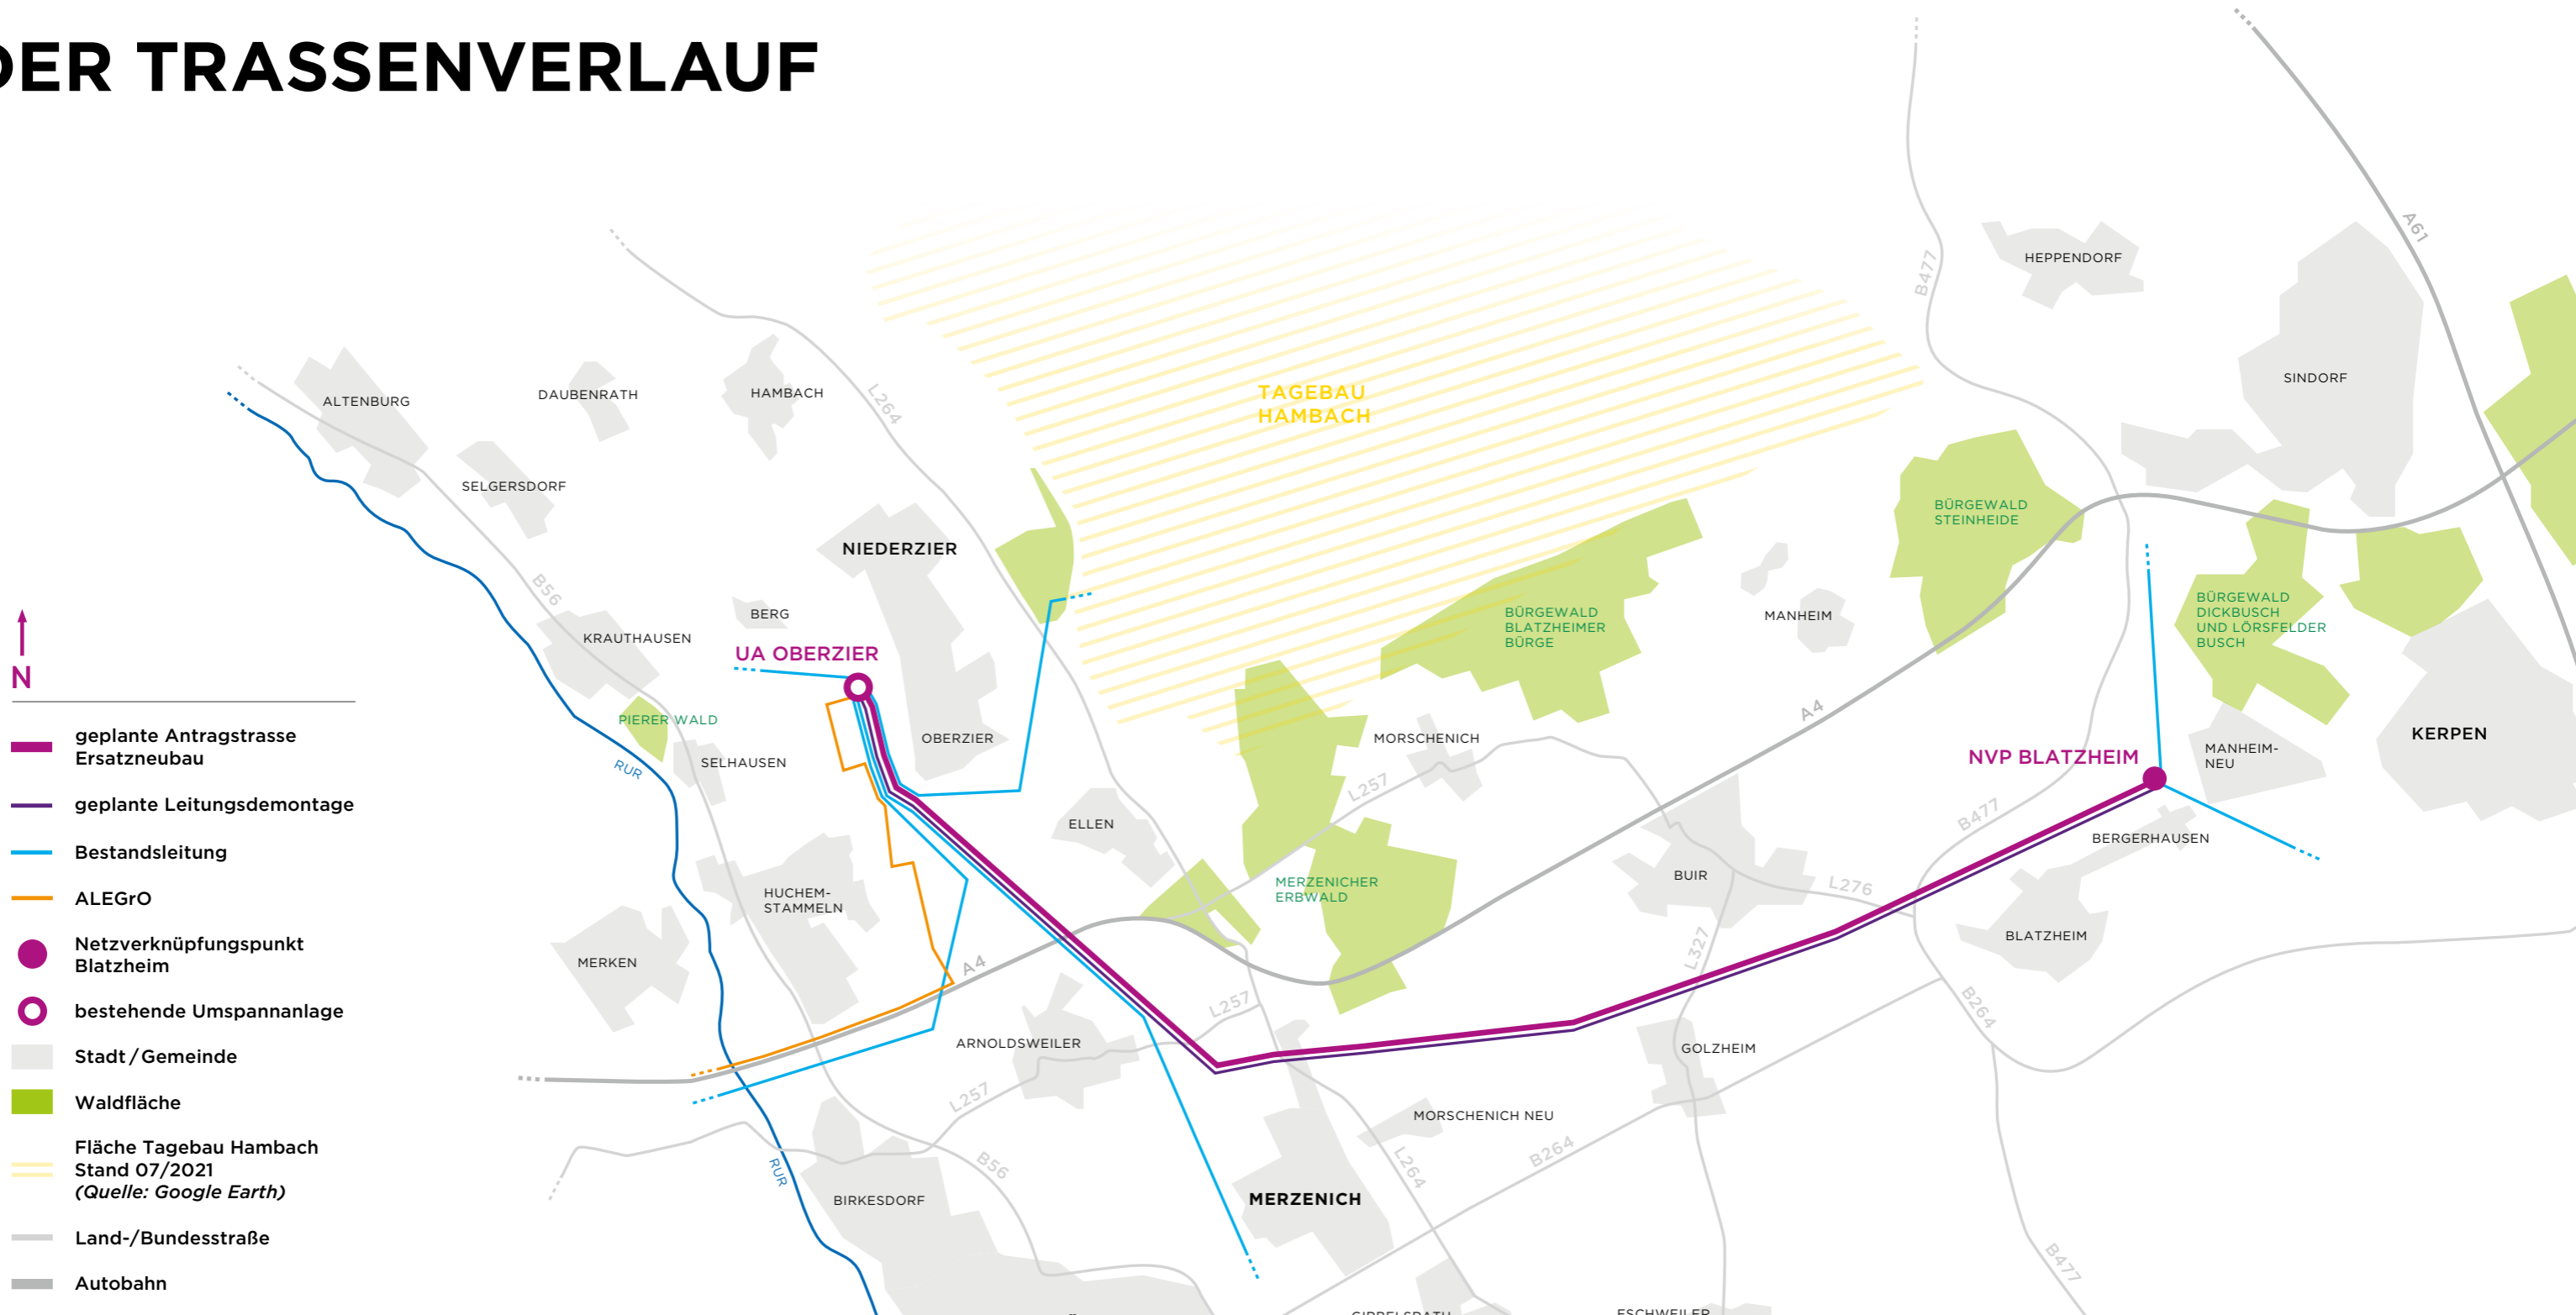 DER TRASSENVERLAUF
A61
B477
HEPPENDORF
SINDORF
TAGEBAU
HAMBACH
L264
ALTENBURG
DAUBENRATH
HAMBACH
SELGERSDORF
BÜRGEWALD
STEINHEIDE
NIEDERZIER
B56
BERG
KRAUTHAUSEN
BÜRGEWALD
BLATZHEIMER
BÜRGE
MANHEIM
BÜRGEWALD
DICKBUSCH
UND LÖRSFELDER
BUSCH
UA OBERZIER
PIERER WALD
OBERZIER
MORSCHENICH
A4
KERPEN
NVP BLATZHEIM
MANHEIM-
NEU
SELHAUSEN
RUR
L257
ELLEN
B477
BERGERHAUSEN
HUCHEM-
STAMMELN
MERZENICHER
ERBWALD
BUIR
L276
MERKEN
A4
L327
BLATZHEIM
L257
B264
ARNOLDSWEILER
GOLZHEIM
L257
MORSCHENICH NEU
B56
RUR
L264
B264
BIRKESDORF
MERZENICH
B477
GIRBELSRATH
ESCHWEILER
N
geplante Antragstrasse
Ersatzneubau
geplante Leitungsdemontage
Bestandsleitung
ALEGrO
Netzverknüpfungspunkt
Blatzheim
bestehende Umspannanlage
Stadt / Gemeinde
Waldfläche
Fläche Tagebau Hambach
Stand 07/2021
(Quelle: Google Earth)
Land-/Bundesstraße
Autobahn